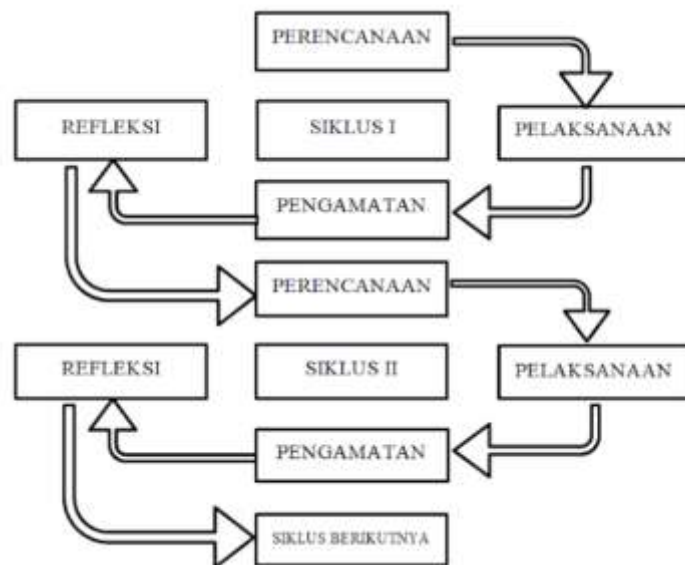 PERENCANAAN
REFLEKSI
SIKLUS I
PELAKSANAAN
PENGAMATAN
PERENCANAAN
REFLEKSI
SIKLUS II
PELAKSANAAN
PENGAMATAN
SIKLUS BERIKUTNYA